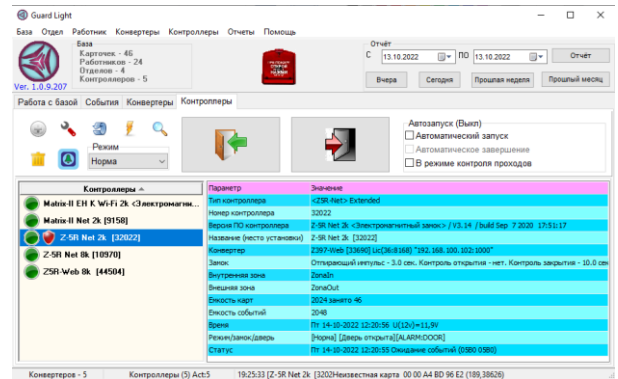 Guard Light
База Отдел Работник Конвертеры Контроллеры Отчеты Помощь
База
Карточек - 46
Работников - 24
Отделов - 4
Контроллеров - 5
Ver. 1.0.9.207
Отчёт
С 13.10.2022 ПО 13.10.2022 Отчёт
Вчера Сегодня Прошлая неделя Прошлый месяц
Работа с базой События Конвертеры Контроллеры
Режим
Норма
Автозапуск (Выкл)
Автоматический запуск
Автоматическое завершение
В режиме контроля проходов
Контроллеры
Matrix-II EH K Wi-Fi 2k <Электромагни...
Matrix-II Net 2k [9158]
Z-5R Net 2k [32022]
Z-5R Net 8k [10970]
Z5R-Web 8k [44504]
Параметр Значение
Тип контроллера <Z5R-Net> Extended
Номер контроллера 32022
Версия ПО контроллера Z-5R Net 2k <Электромагнитный замок> / V3.14 / build Sep 7 2020 17:51:17
Название (место установки) Z-5R Net 2k [32022]
Конвертер Z397-Web [33690] Lic(36:8168) "192.168.100.102:1000"
Замок Отпирающий импульс - 3.0 сек. Контроль открытия - нет. Контроль закрытия - 10.0 сек
Внутренняя зона ZonaIn
Внешняя зона ZonaOut
Емкость карт 2024 занято 46
Емкость событий 2048
Время Пт 14-10-2022 12:20:56 U(12v)=11,9V
Режим/замок/дверь [Норма] [Дверь открыта][ALARM:DOOR]
Статус Пт 14-10-2022 12:20:55 Ожидание событий (05B0 05B0)
Конвертеров - 5 Контроллеры (5) Act:5 19:25:33 [Z-5R Net 2k [3202Неизвестная карта 00 00 A4 BD 96 E2 (189,38626)